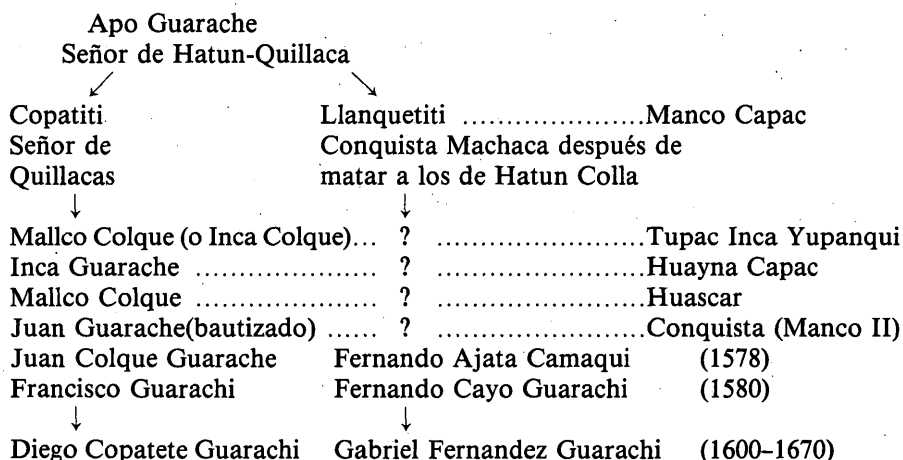 Apo Guarache
Señor de Hatun-Quillaca
Copatiti Llanquetiti .....................Manco Capac
Señor de Conquista Machaca después de
Quillacas matar a los de Hatun Colla
Mallco Colque (o Inca Colque)... ? ........................Tupac Inca Yupanqui
Inca Guarache ..................... ? ........................Huayna Capac
Mallco Colque ..................... ? ........................Huascar
Juan Guarache(bautizado) ...... ? ........................Conquista (Manco II)
Juan Colque Guarache Fernando Ajata Camaqui (1578)
Francisco Guarachi Fernando Cayo Guarachi (1580)
Diego Copatete Guarachi Gabriel Fernandez Guarachi (1600–1670)